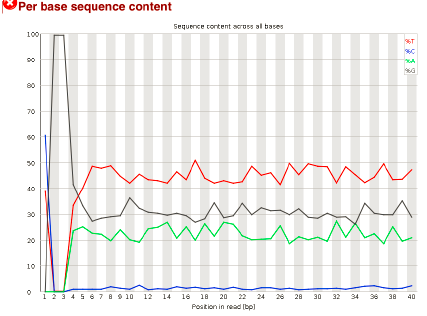 Per base sequence content
Sequence content across all bases
%T
%C
%A
%G
100
90
80
70
60
50
40
30
20
10
0
1 2 3 4 5 6 7 8 9 10 12 14 16 18 20 22 24 26 28 30 32 34 36 38 40
Position in read (bp)